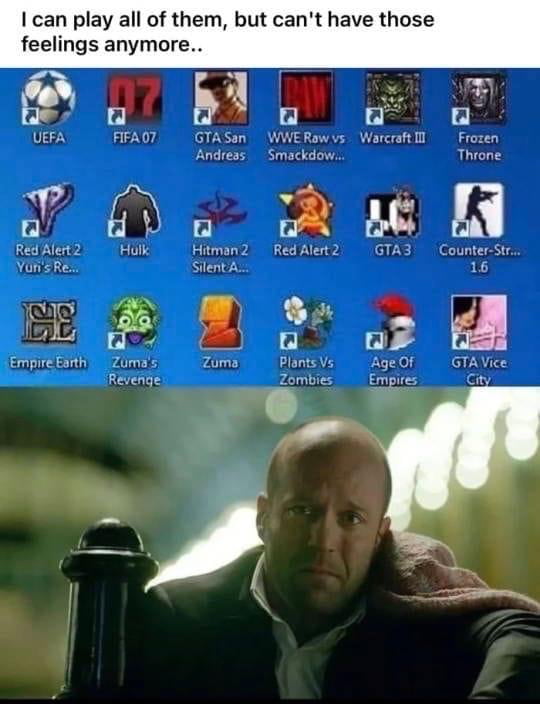 I can play all of them, but can't have those
feelings anymore..
07
RAW
UEFA
FIFA 07
GTA San
Andreas
WWE Raw vs
Smackdow...
Warcraft III
Frozen
Throne
Red Alert 2
Yuri's Re...
Hulk
Hitman 2
Silent A...
Red Alert 2
GTA 3
Counter-Str...
1.6
EE
Empire Earth
Zuma's
Revenge
Zuma
Plants Vs
Zombies
Age Of
Empires
GTA Vice
City